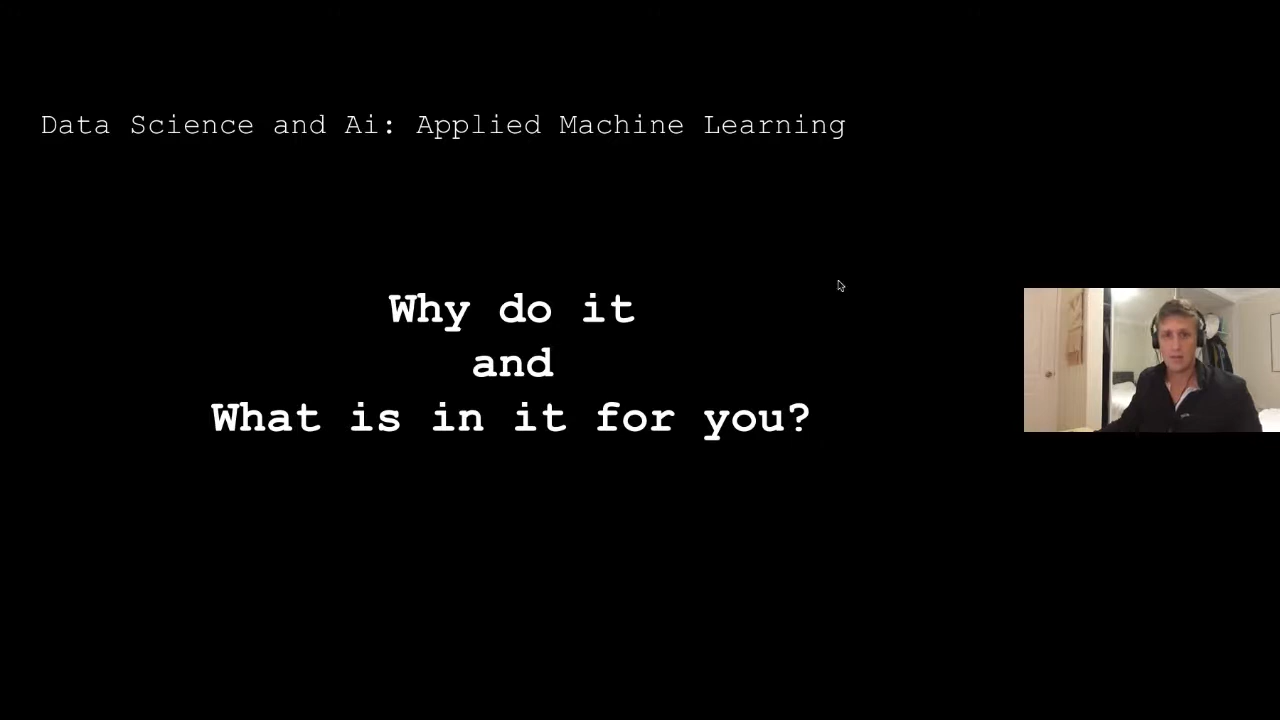 Data Science and Ai: Applied Machine Learning
Why do it
and
What is in it for you?